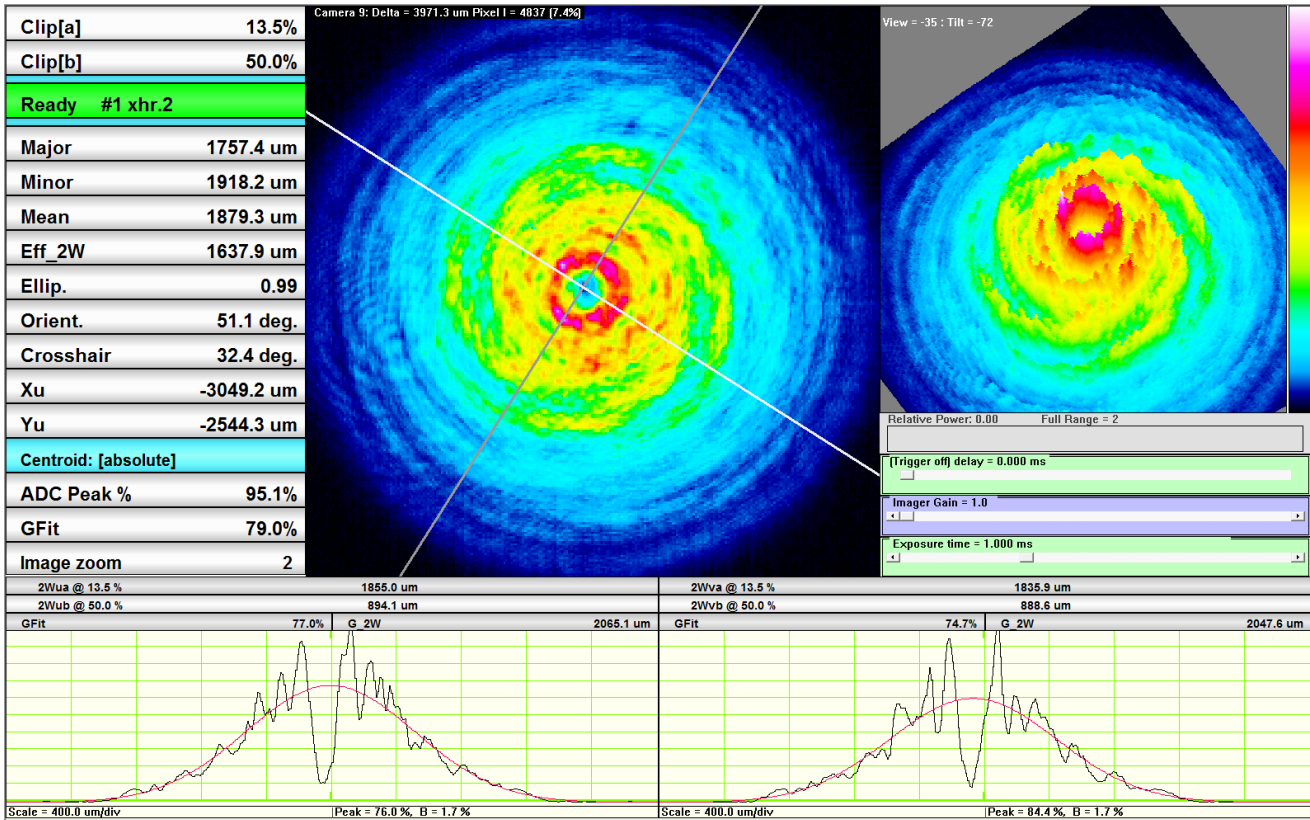 Clip[a] 13.5%
Clip[b] 50.0%
Ready #1 xhr.2
Major 1757.4 um
Minor 1918.2 um
Mean 1879.3 um
Eff_2W 1637.9 um
Ellip. 0.99
Orient. 51.1 deg.
Crosshair 32.4 deg.
Xu -3049.2 um
Yu -2544.3 um
Centroid: [absolute]
ADC Peak % 95.1%
GFit 79.0%
Image zoom 2
Camera 9: Delta = 3971.3 um Pixel I = 4837 (7.4%)
View = -35 : Tilt = -72
Relative Power: 0.00 Full Range = 2
(Trigger off) delay = 0.000 ms
Imager Gain = 1.0
Exposure time = 1.000 ms
2Wua @ 13.5 % 1855.0 um
2Wub @ 50.0 % 894.1 um
GFit 77.0% G_2W 2065.1 um
Scale = 400.0 um/div Peak = 76.0 %, B = 1.7 %
2Wva @ 13.5 % 1835.9 um
2Wvb @ 50.0 % 888.6 um
GFit 74.7% G_2W 2047.6 um
Scale = 400.0 um/div Peak = 84.4 %, B = 1.7 %